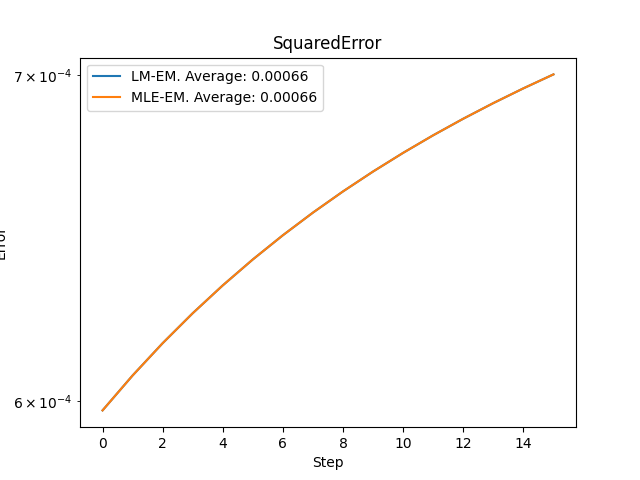 SquaredError
7 × 10⁻⁴
6 × 10⁻⁴
Error
LM-EM. Average: 0.00066
MLE-EM. Average: 0.00066
0 2 4 6 8 10 12 14
Step